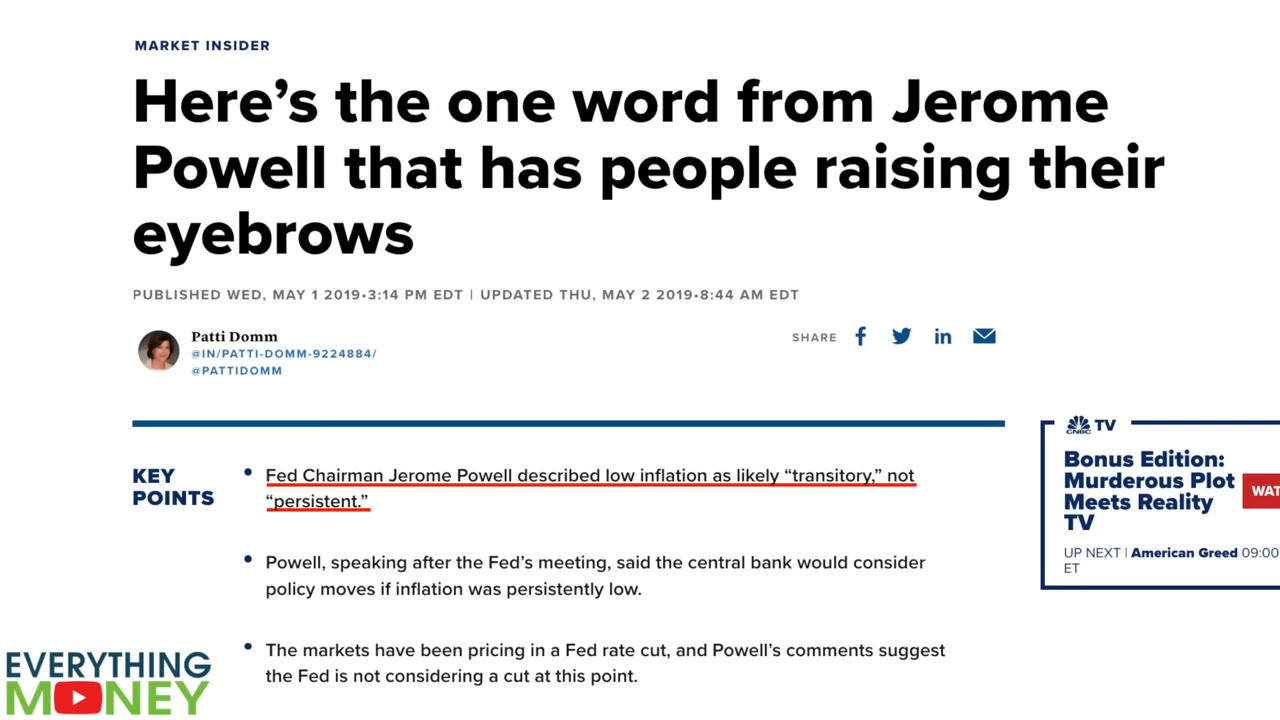 MARKET INSIDER
Here’s the one word from Jerome
Powell that has people raising their
eyebrows
PUBLISHED WED, MAY 1 2019•3:14 PM EDT | UPDATED THU, MAY 2 2019•8:44 AM EDT
Patti Domm
@IN/PATTI-DOMM-9224884/
@PATTIDOMM
SHARE
KEY
POINTS
Fed Chairman Jerome Powell described low inflation as likely “transitory,” not
“persistent.”
Powell, speaking after the Fed’s meeting, said the central bank would consider
policy moves if inflation was persistently low.
The markets have been pricing in a Fed rate cut, and Powell’s comments suggest
the Fed is not considering a cut at this point.
CNBC TV
Bonus Edition:
Murderous Plot
Meets Reality
TV
WAT
UP NEXT | American Greed 09:00
ET
EVERYTHING
MONEY